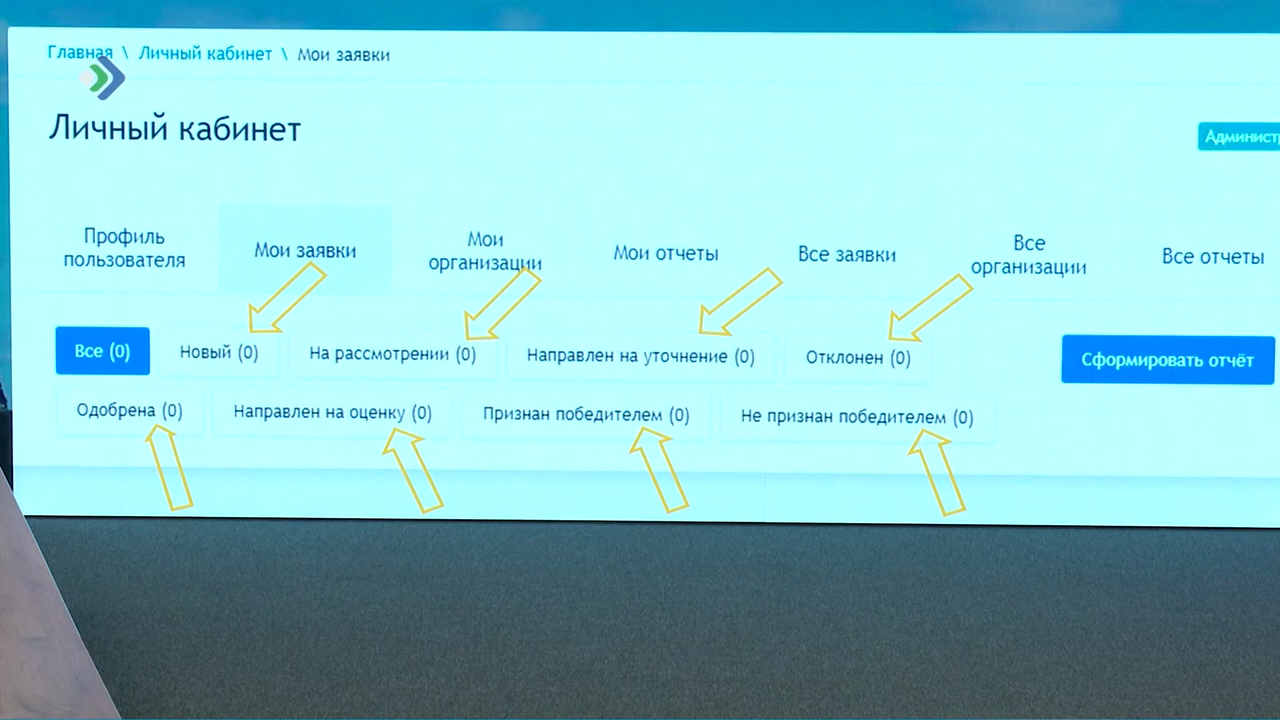 Главная \ Личный кабинет \ Мои заявки
Личный кабинет
Профиль
пользователя
Мои заявки
Мои
организации
Мои отчеты
Все заявки
Все
организации
Все отчеты
Все (0)
Новый (0)
На рассмотрении (0)
Направлен на уточнение (0)
Отклонен (0)
Сформировать отчёт
Одобрена (0)
Направлен на оценку (0)
Признан победителем (0)
Не признан победителем (0)